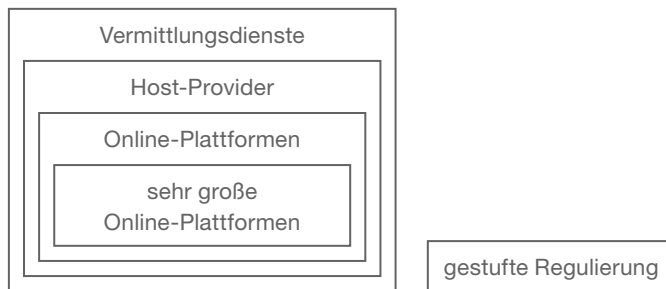 Vermittlungsdienste
Host-Provider
Online-Plattformen
sehr große
Online-Plattformen
gestufte Regulierung